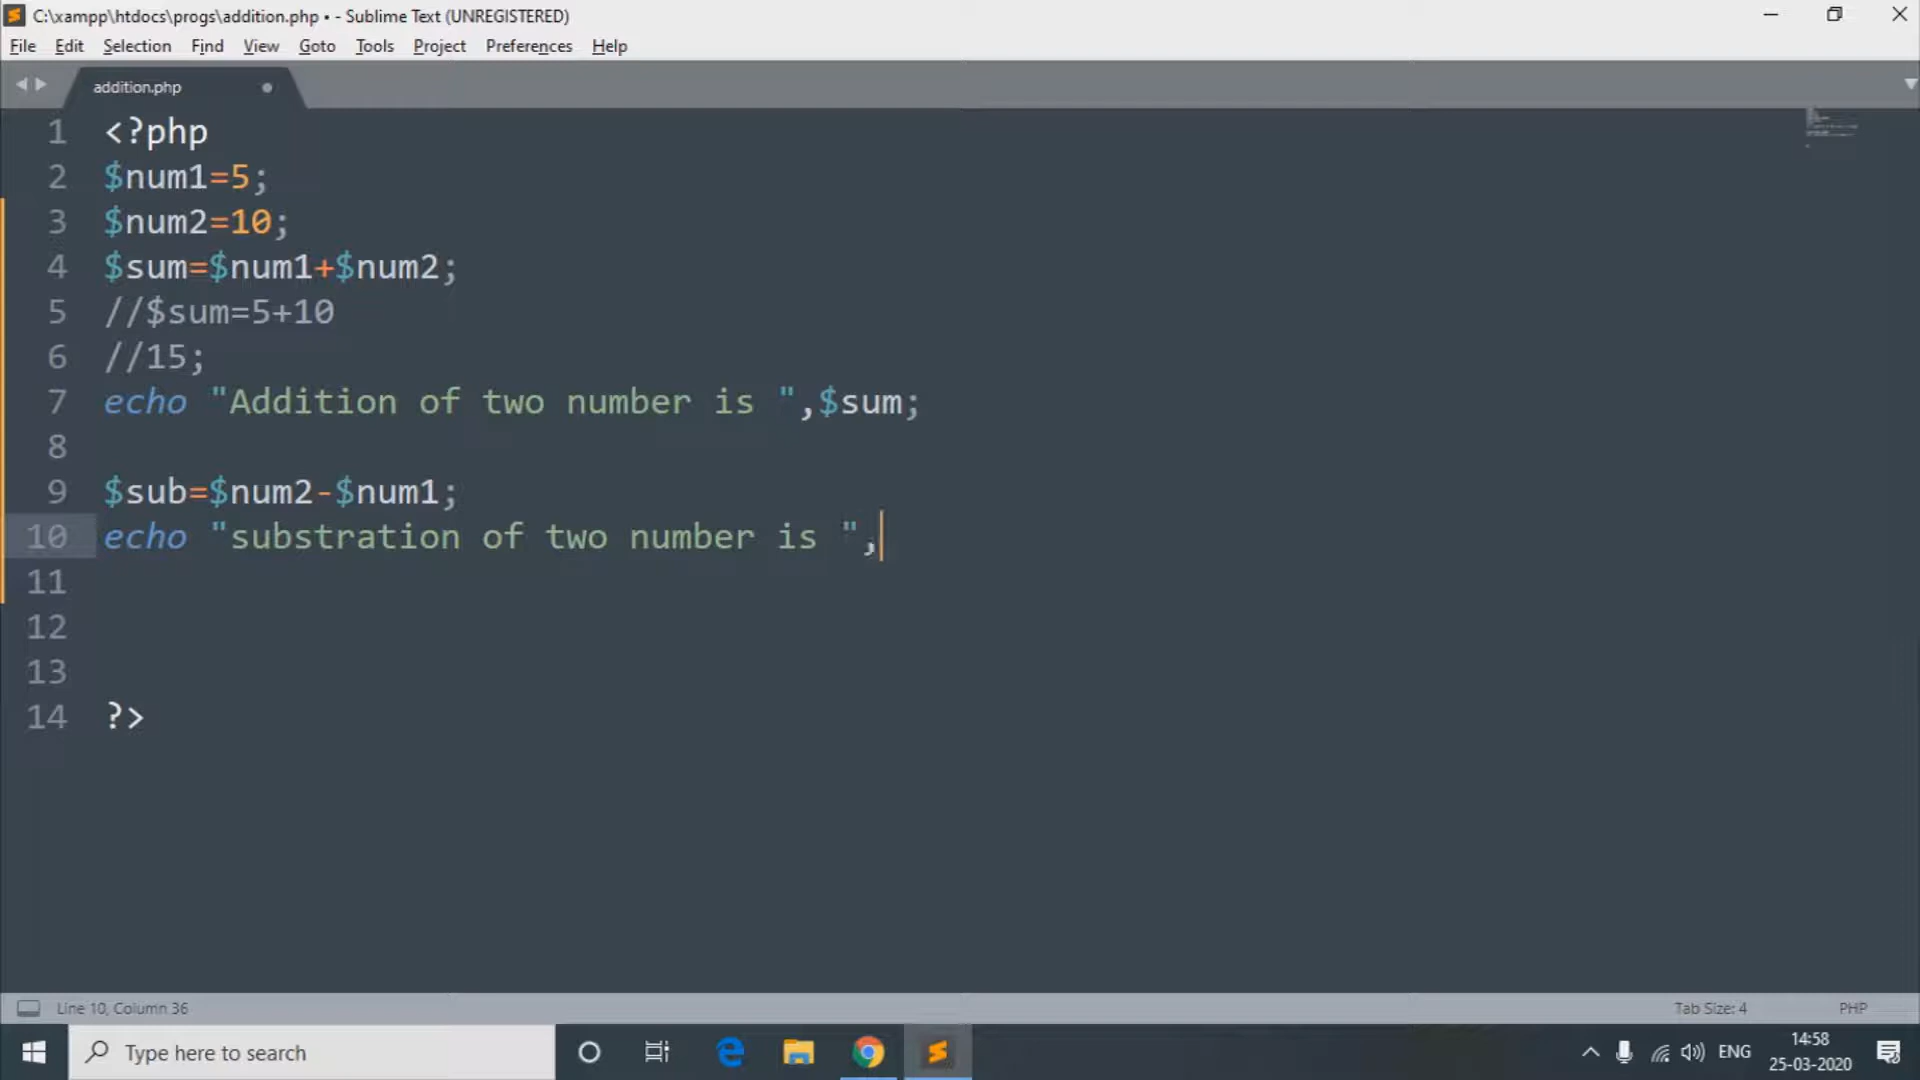 C:\xampp\htdocs\progs\addition.php • - Sublime Text (UNREGISTERED)
File Edit Selection Find View Goto Tools Project Preferences Help
addition.php
1 <?php
2 $num1=5;
3 $num2=10;
4 $sum=$num1+$num2;
5 //$sum=5+10
6 //15;
7 echo "Addition of two number is ",$sum;
8
9 $sub=$num2-$num1;
10 echo "substration of two number is ",
11
12
13
14 ?>
Line 10, Column 36 Tab Size: 4 PHP
Type here to search ENG 14:58
25-03-2020